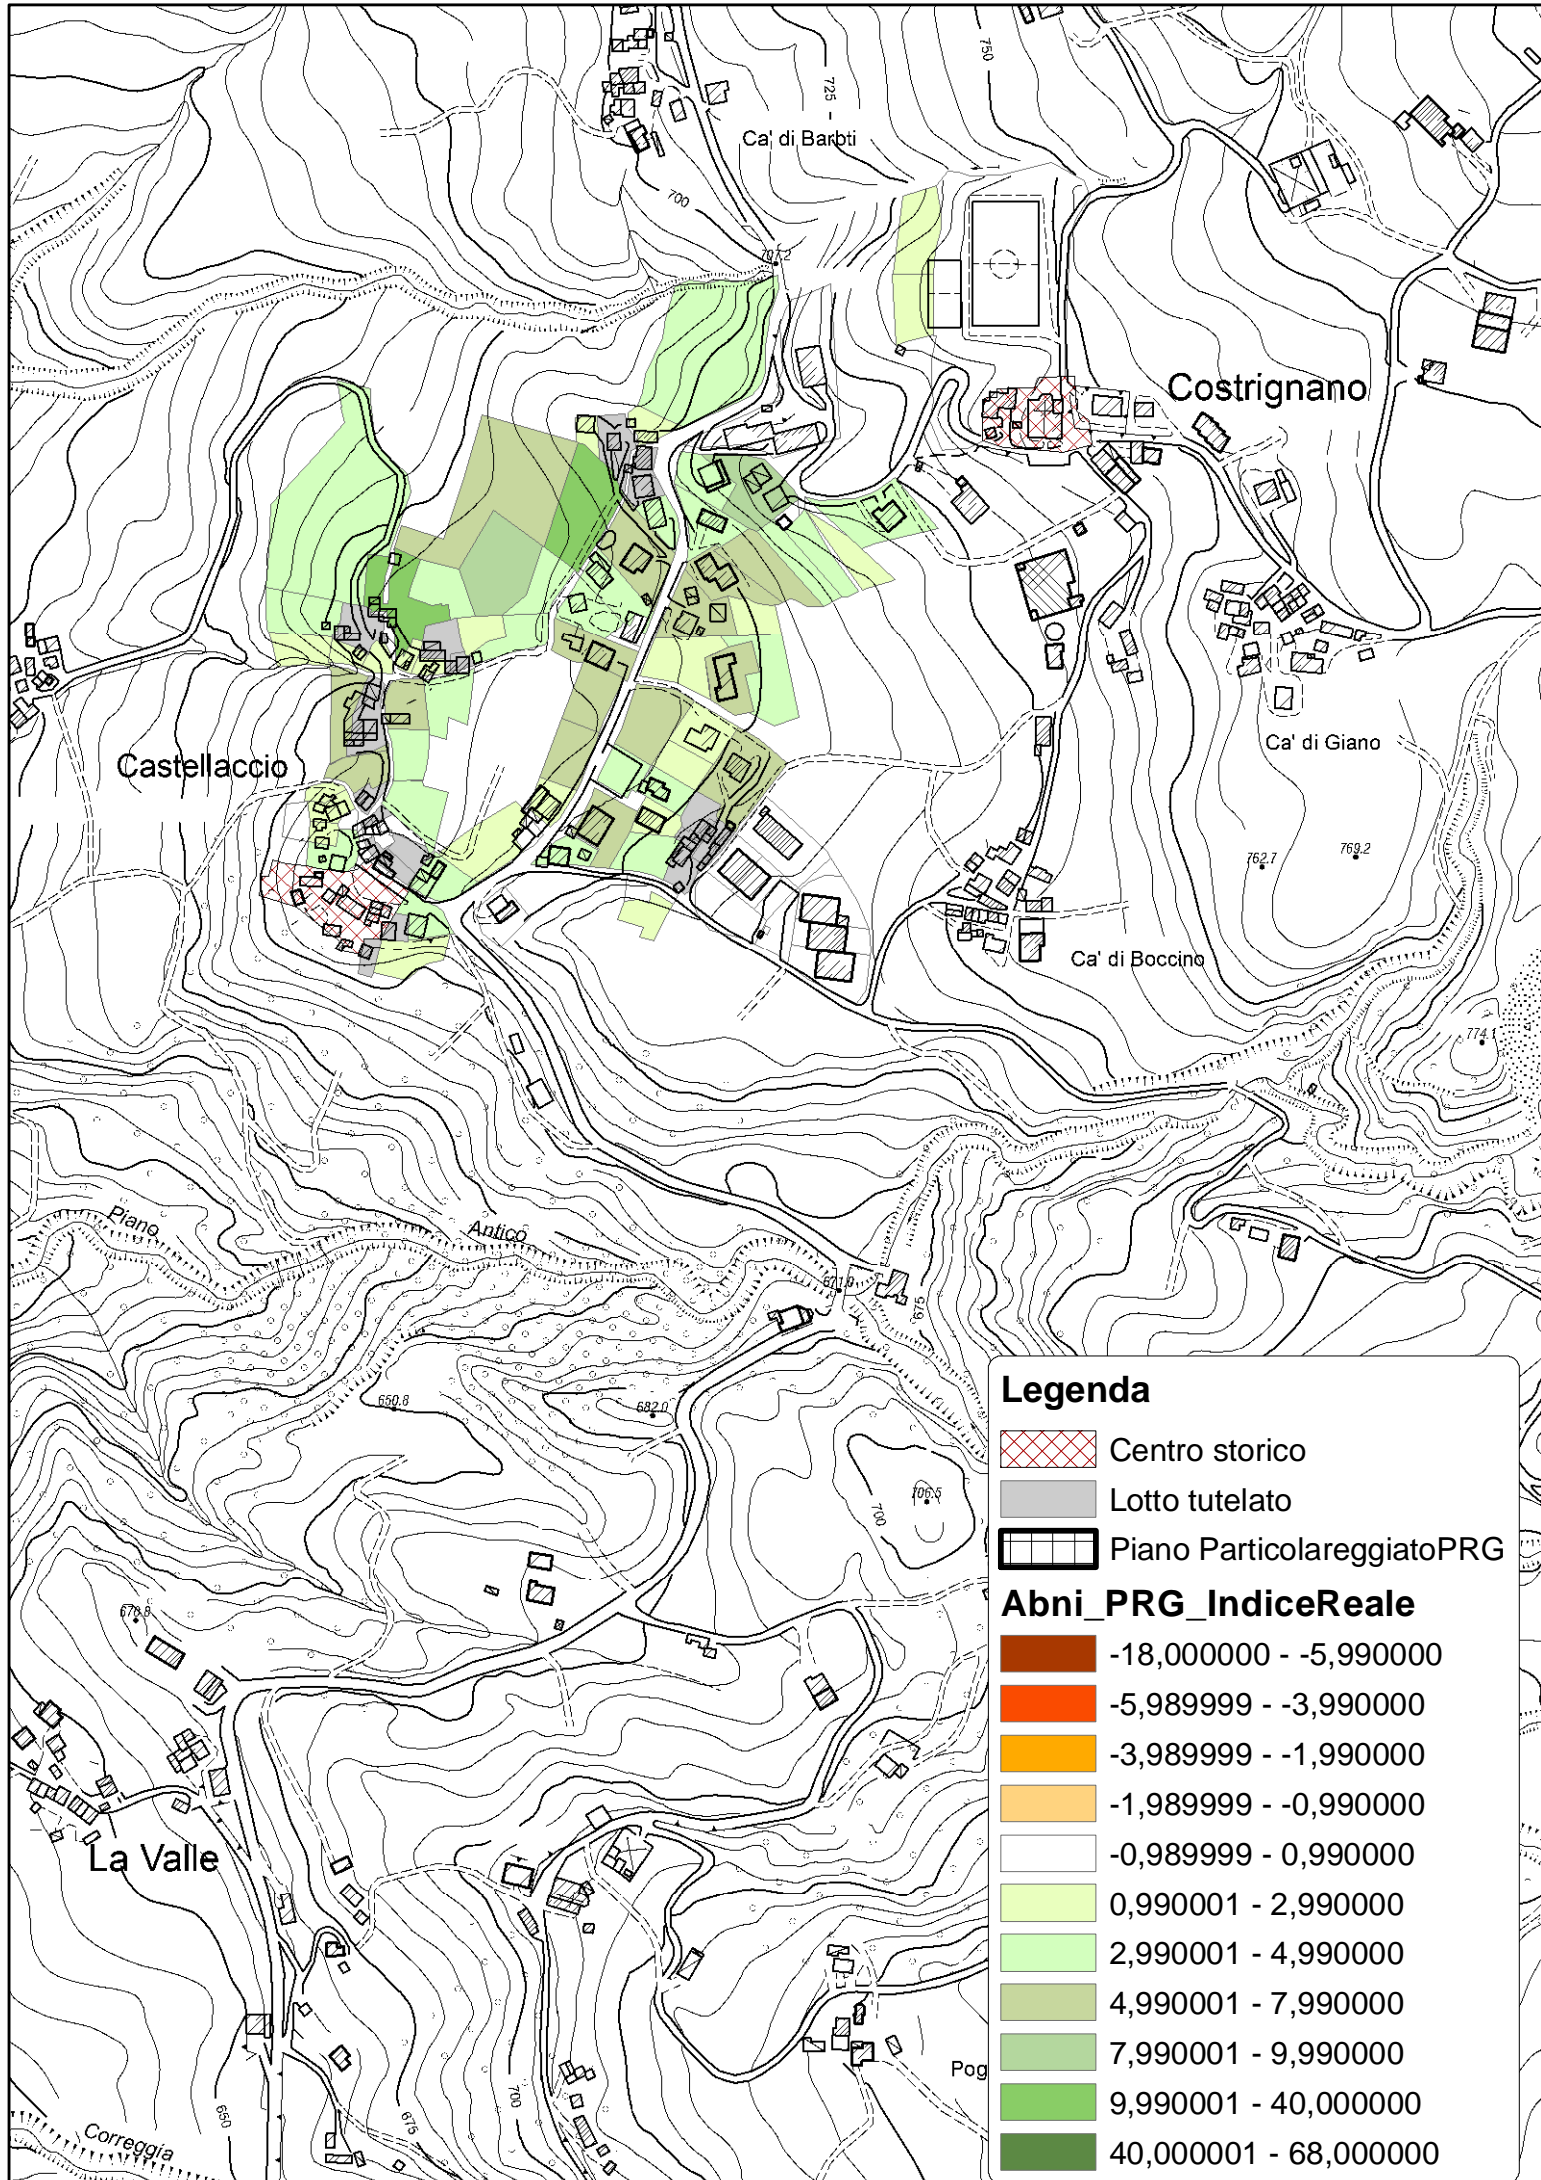 750
725
Ca' di Barbti
700
707.2
Costrignano
Castellaccio
Ca' di Giano
762.7
769.2
Ca' di Boccino
774.1
Piano
Antico
671.9
675
650.8
682.0
706.5
700
Legenda
Centro storico
Lotto tutelato
Piano ParticolareggiatoPRG
Abni_PRG_IndiceReale
-18,000000 - -5,990000
-5,989999 - -3,990000
-3,989999 - -1,990000
-1,989999 - -0,990000
-0,989999 - 0,990000
0,990001 - 2,990000
2,990001 - 4,990000
4,990001 - 7,990000
7,990001 - 9,990000
9,990001 - 40,000000
40,000001 - 68,000000
La Valle
Pog
650
675
700
Correggia